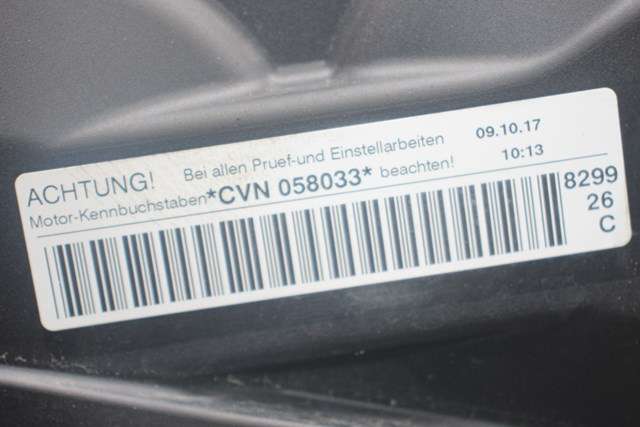 ACHTUNG! Bei allen Pruef-und Einstellarbeiten 09.10.17
Motor-Kennbuchstaben *CVN 058033* beachten! 10:13
8299
26
C